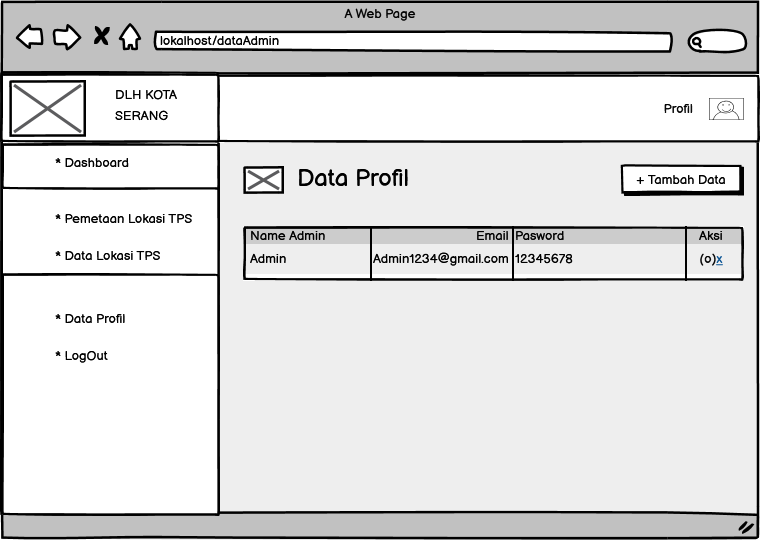 A Web Page
lokalhost/dataAdmin
DLH KOTA
SERANG
Profil
* Dashboard
* Pemetaan Lokasi TPS
* Data Lokasi TPS
* Data Profil
* LogOut
Data Profil
+ Tambah Data
Name Admin Email Pasword Aksi
Admin Admin1234@gmail.com 12345678 (o)x